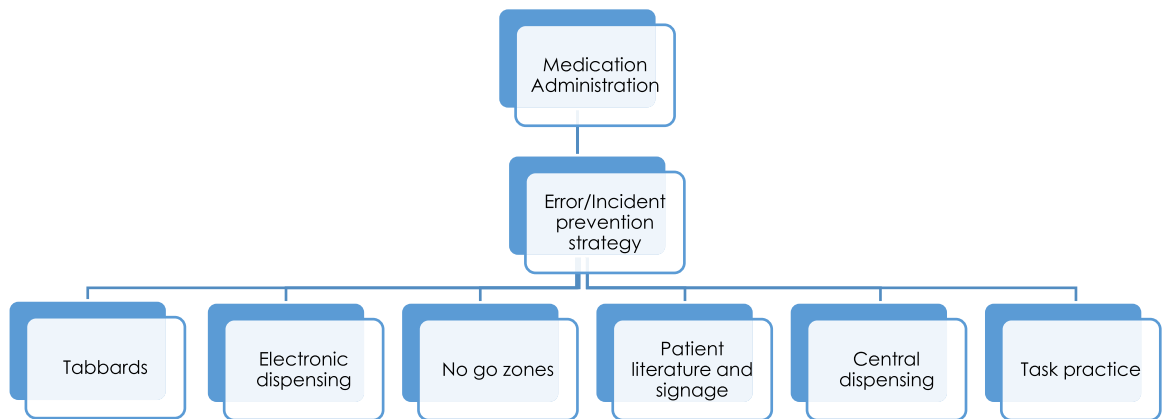 Medication
Administration
Error/Incident
prevention
strategy
Tabbards
Electronic
dispensing
No go zones
Patient
literature and
signage
Central
dispensing
Task practice